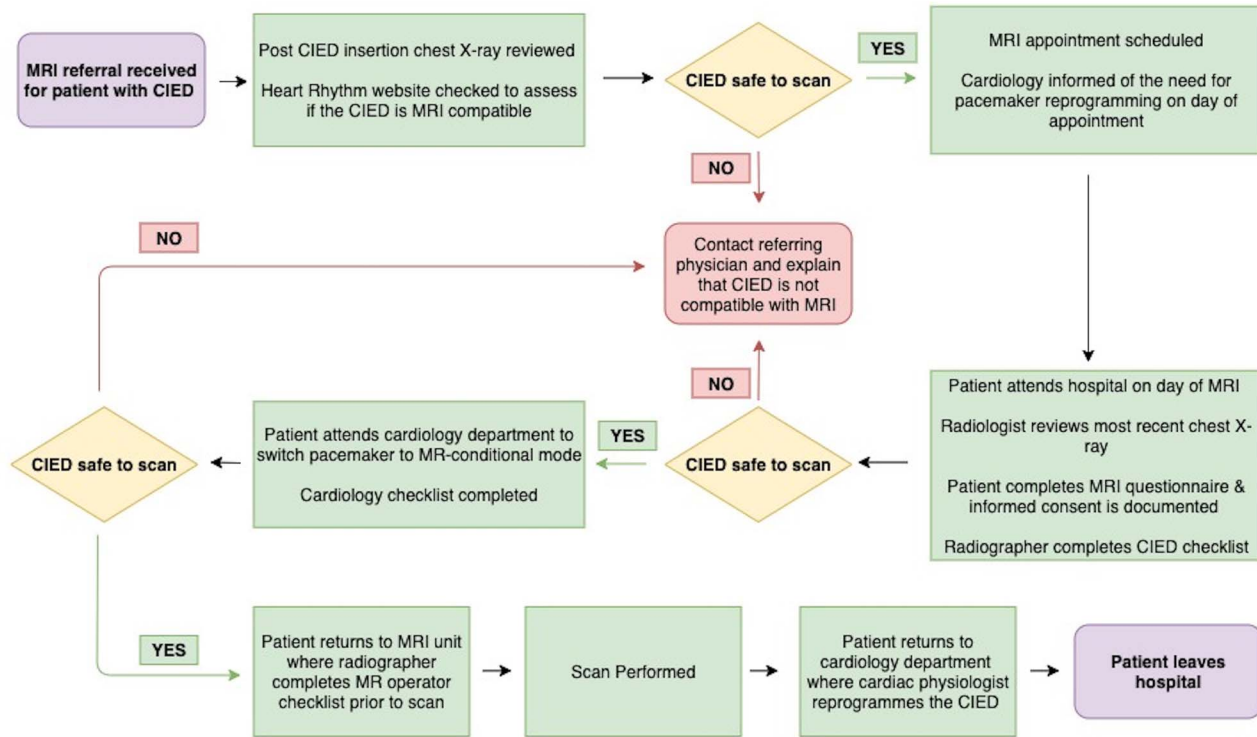 MRI referral received
for patient with CIED
Post CIED insertion chest X-ray reviewed
Heart Rhythm website checked to assess
if the CIED is MRI compatible
CIED safe to scan
YES
MRI appointment scheduled
Cardiology informed of the need for
pacemaker reprogramming on day of
appointment
NO
Contact referring
physician and explain
that CIED is not
compatible with MRI
NO
Patient attends hospital on day of MRI
Radiologist reviews most recent chest X-
ray
Patient completes MRI questionnaire &
informed consent is documented
Radiographer completes CIED checklist
CIED safe to scan
NO
YES
Patient attends cardiology department to
switch pacemaker to MR-conditional mode
Cardiology checklist completed
CIED safe to scan
YES
Patient returns to MRI unit
where radiographer
completes MR operator
checklist prior to scan
Scan Performed
Patient returns to
cardiology department
where cardiac physiologist
reprogrammes the CIED
Patient leaves
hospital